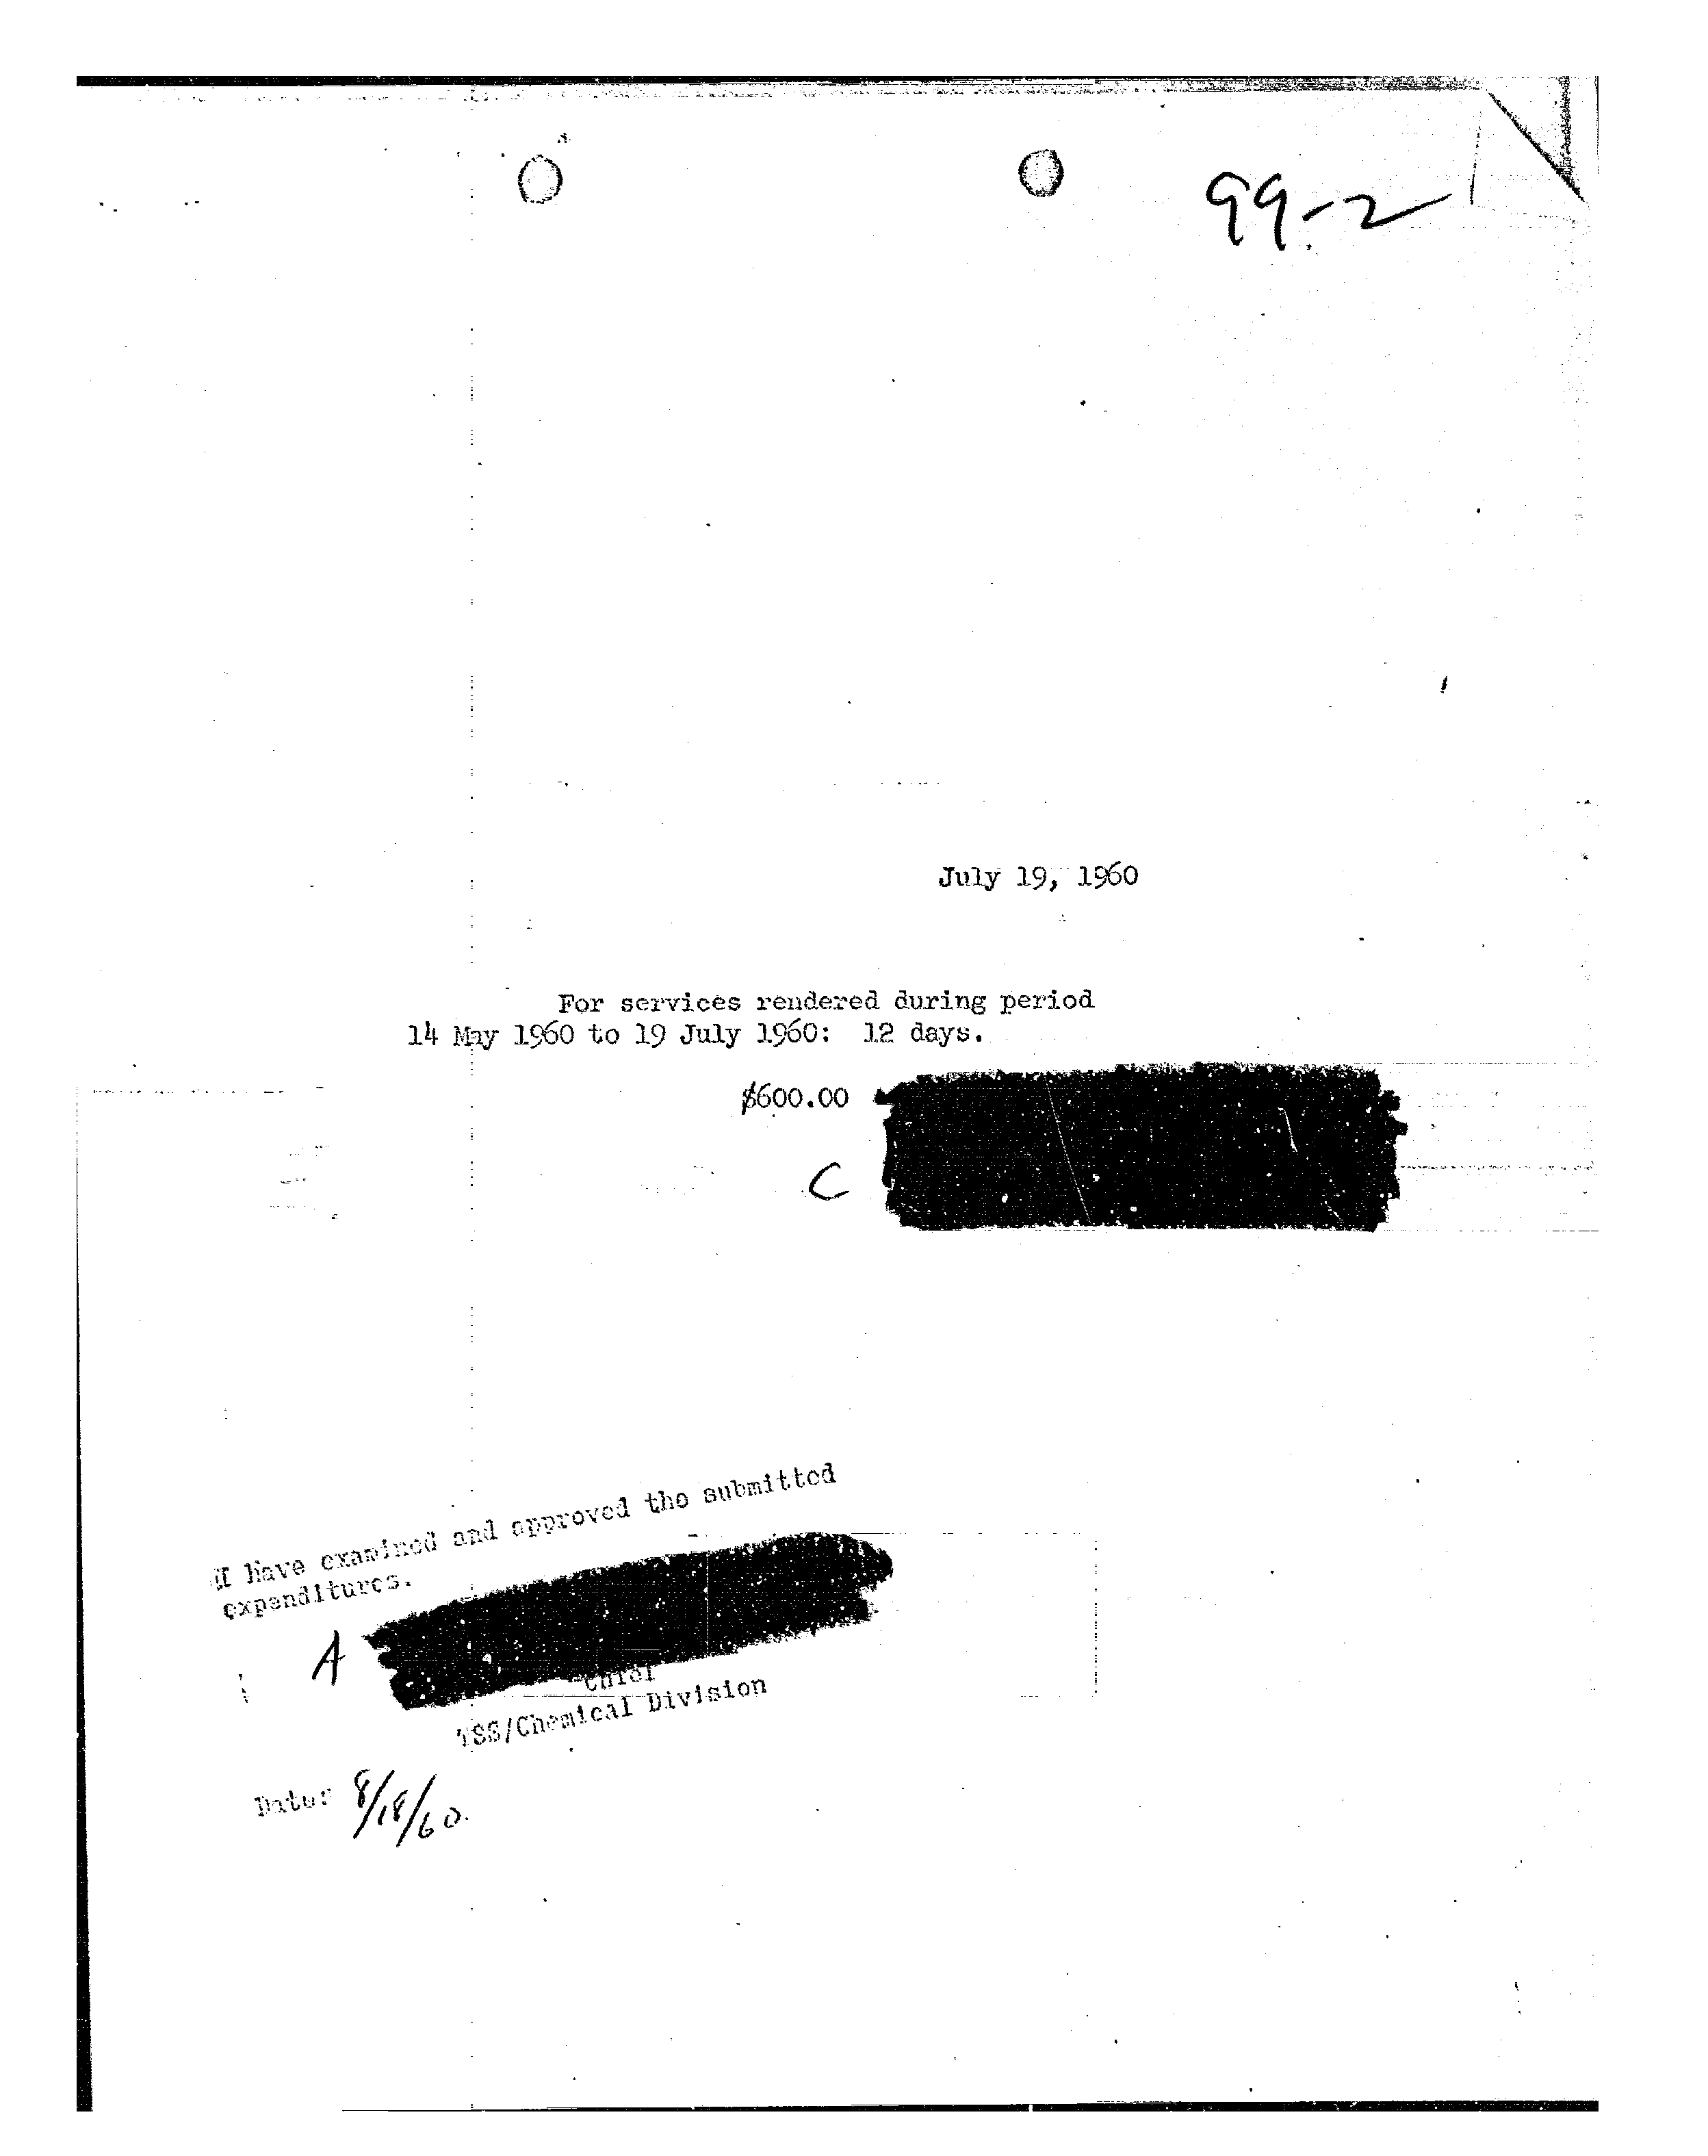 99-2
July 19, 1960
For services rendered during period
14 May 1960 to 19 July 1960: 12 days.
$600.00
C
I have examined and approved the submitted
expenditures.
A
Chief
TSS/Chemical Division
Date: 8/18/60